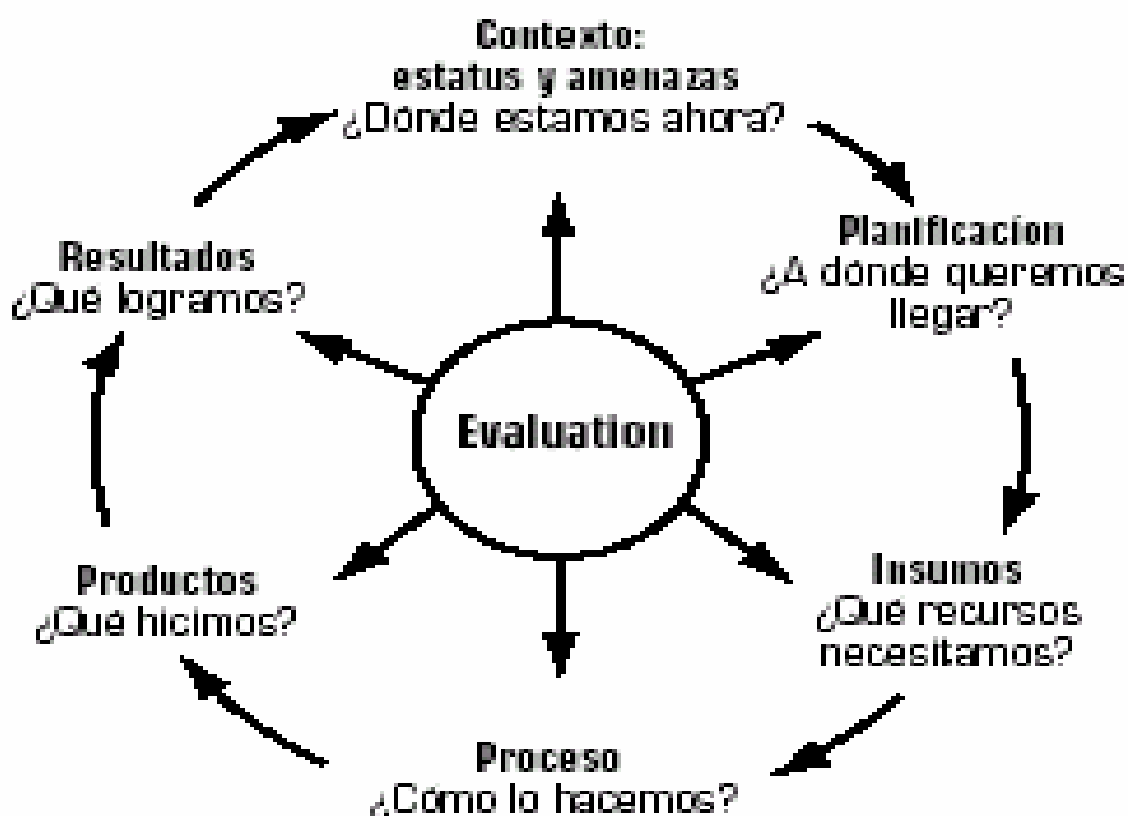 Contexto:
estatus y amenazas
¿Dónde estamos ahora?
Planificacion
¿A dónde queremos
llegar?
Insumos
¿Qué recursos
necesitamos?
Proceso
¿Cómo lo hacemos?
Productos
¿Qué hicimos?
Resultados
¿Qué logramos?
Evaluation